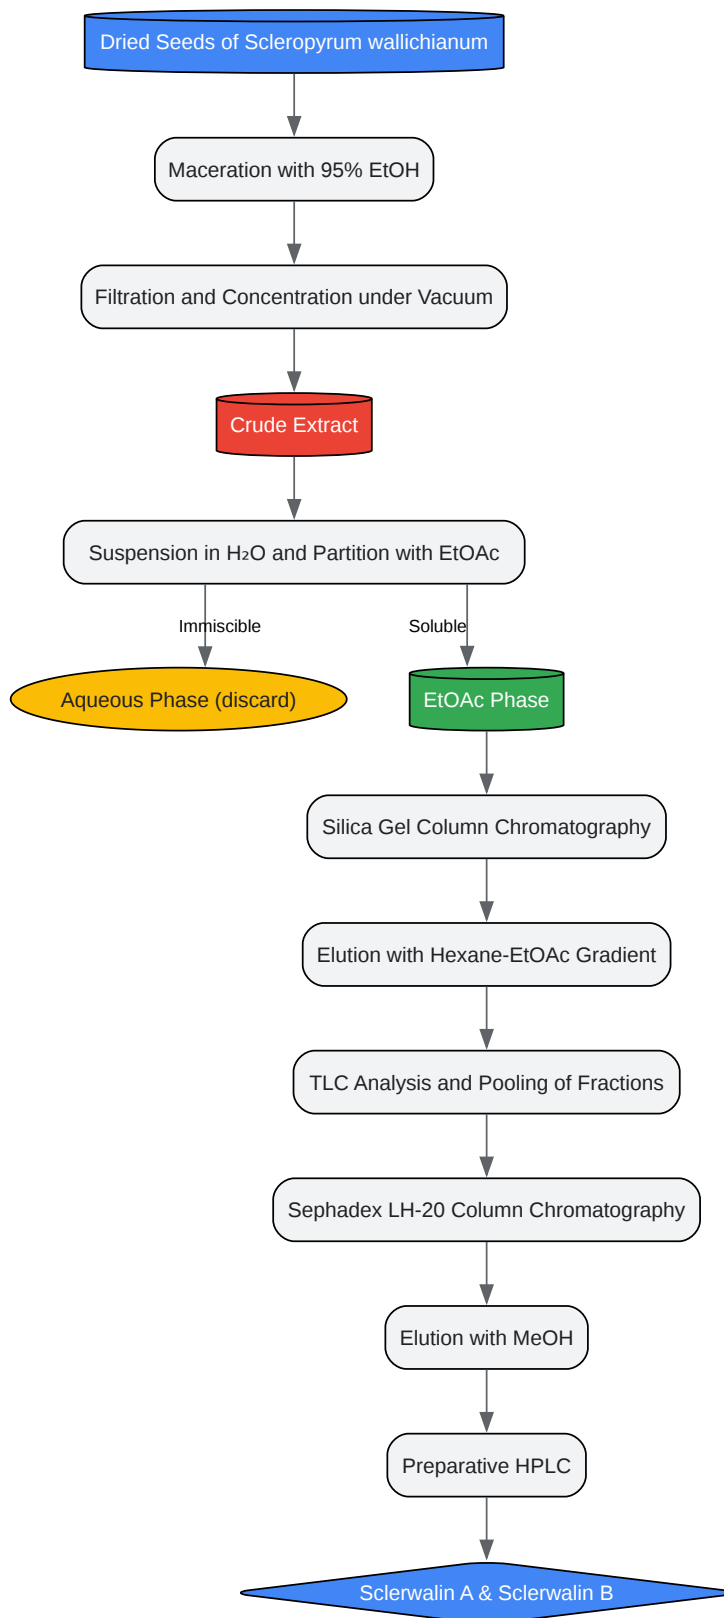 Dried Seeds of Scleropyrum wallichianum
Maceration with 95% EtOH
Filtration and Concentration under Vacuum
Crude Extract
Suspension in H₂O and Partition with EtOAc
Immiscible
Soluble
Aqueous Phase (discard)
EtOAc Phase
Silica Gel Column Chromatography
Elution with Hexane-EtOAc Gradient
TLC Analysis and Pooling of Fractions
Sephadex LH-20 Column Chromatography
Elution with MeOH
Preparative HPLC
Sclerwalin A & Sclerwalin B